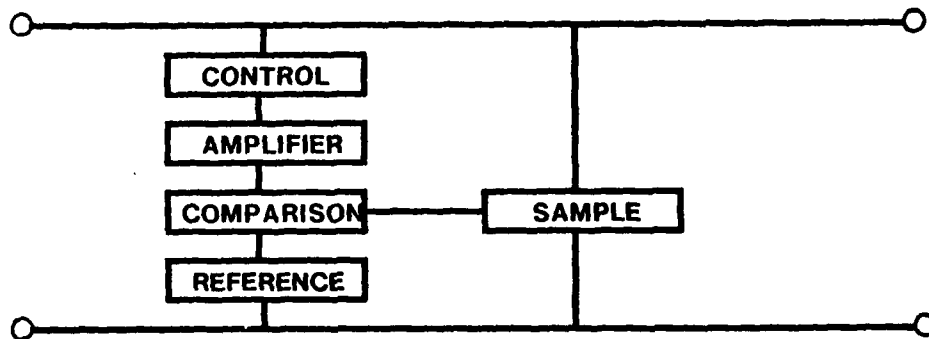 CONTROL
AMPLIFIER
COMPARISON
SAMPLE
REFERENCE